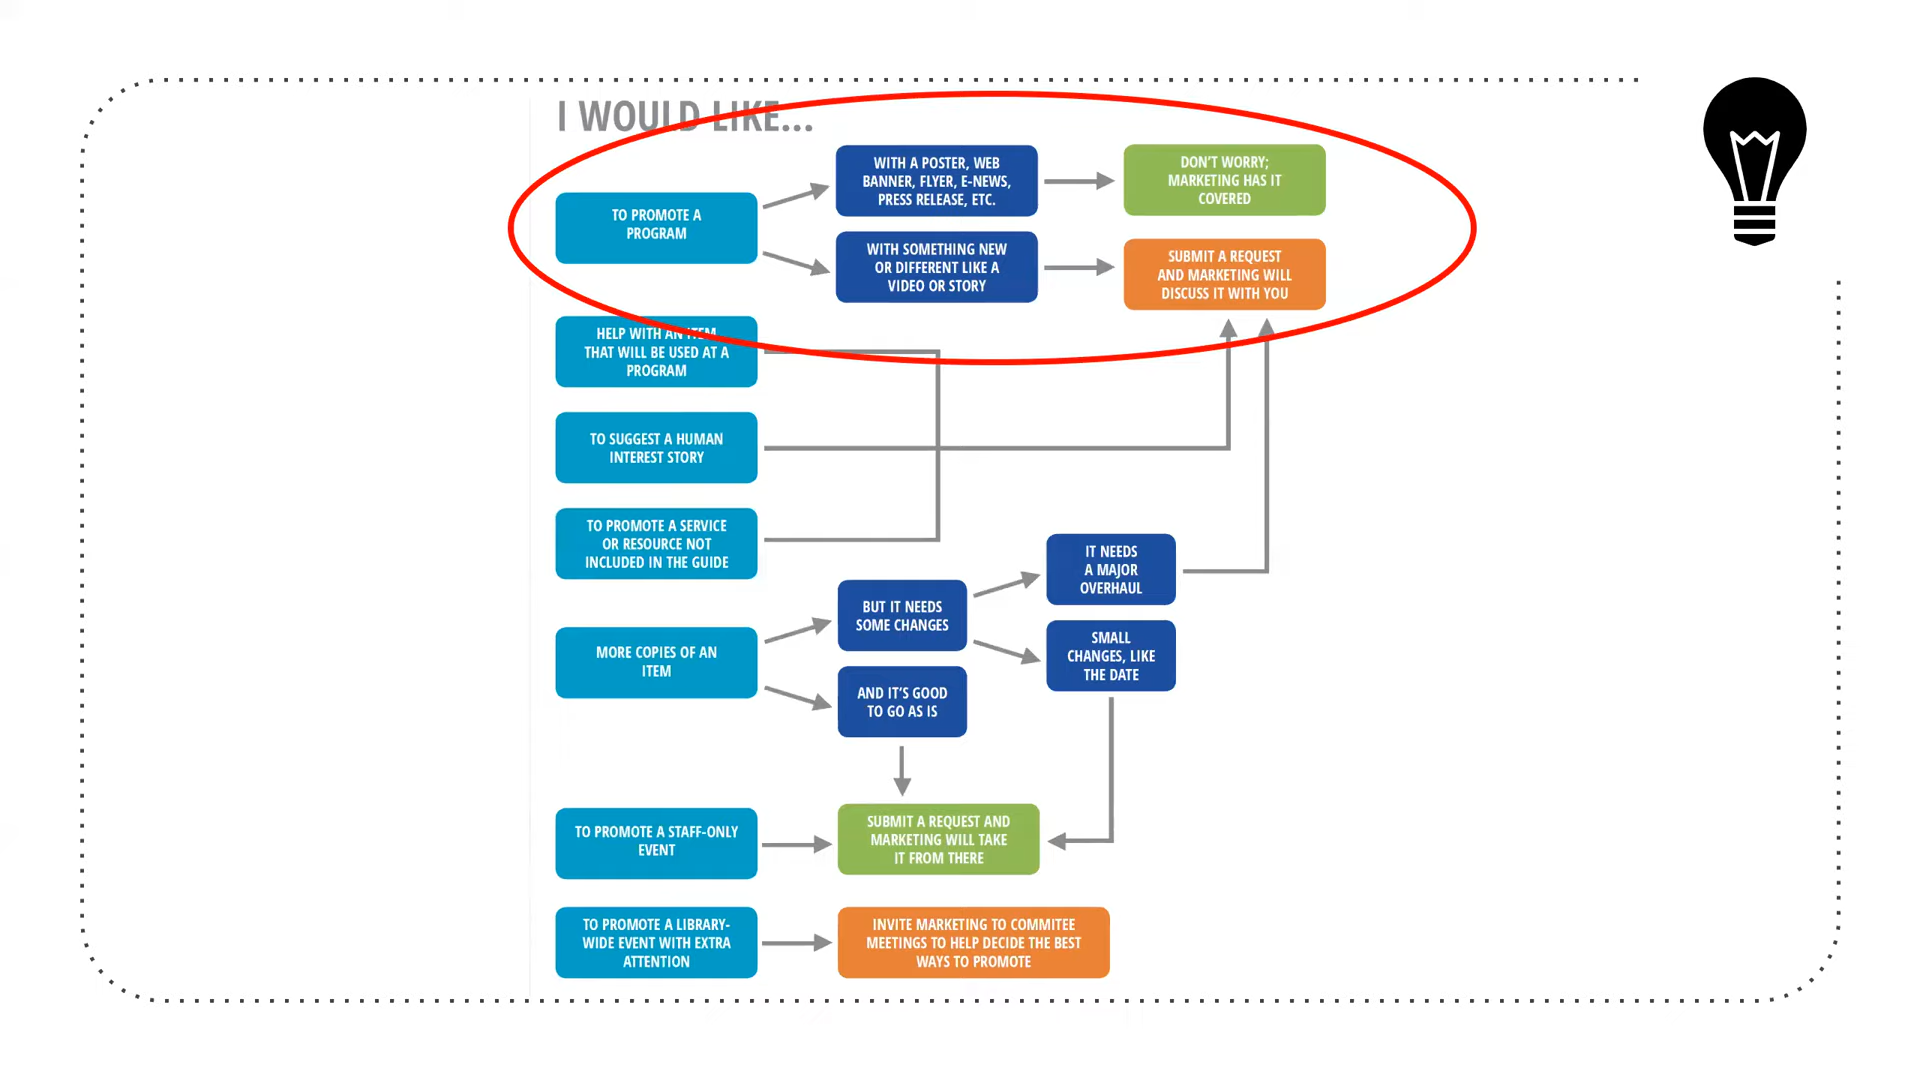 I WOULD LIKE...
TO PROMOTE A
PROGRAM
WITH A POSTER, WEB
BANNER, FLYER, E-NEWS,
PRESS RELEASE, ETC.
DON'T WORRY;
MARKETING HAS IT
COVERED
WITH SOMETHING NEW
OR DIFFERENT LIKE A
VIDEO OR STORY
SUBMIT A REQUEST
AND MARKETING WILL
DISCUSS IT WITH YOU
HELP WITH AN ITEM
THAT WILL BE USED AT A
PROGRAM
TO SUGGEST A HUMAN
INTEREST STORY
TO PROMOTE A SERVICE
OR RESOURCE NOT
INCLUDED IN THE GUIDE
MORE COPIES OF AN
ITEM
BUT IT NEEDS
SOME CHANGES
IT NEEDS
A MAJOR
OVERHAUL
SMALL
CHANGES, LIKE
THE DATE
AND IT'S GOOD
TO GO AS IS
TO PROMOTE A STAFF-ONLY
EVENT
SUBMIT A REQUEST AND
MARKETING WILL TAKE
IT FROM THERE
TO PROMOTE A LIBRARY-
WIDE EVENT WITH EXTRA
ATTENTION
INVITE MARKETING TO COMMITEE
MEETINGS TO HELP DECIDE THE BEST
WAYS TO PROMOTE